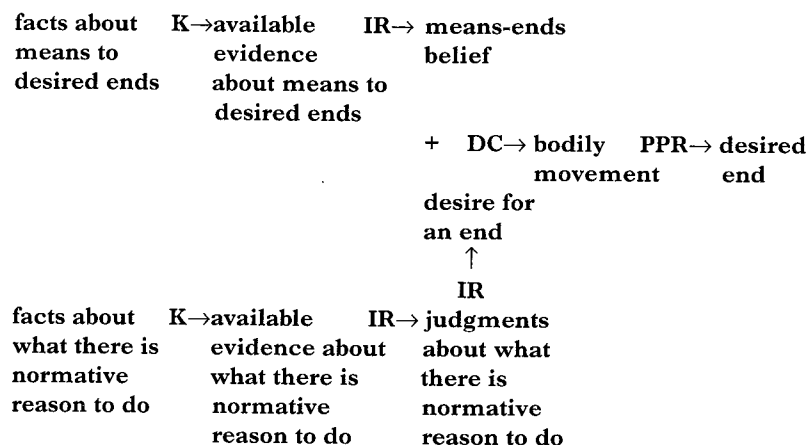 facts about K→available IR→ means-ends
means to evidence belief
desired ends about means to
desired ends
+ DC→ bodily PPR→ desired
movement end
desire for
an end
↑
IR
facts about K→available IR→ judgments
what there is evidence about about what
normative what there is there is
reason to do normative normative
reason to do reason to do